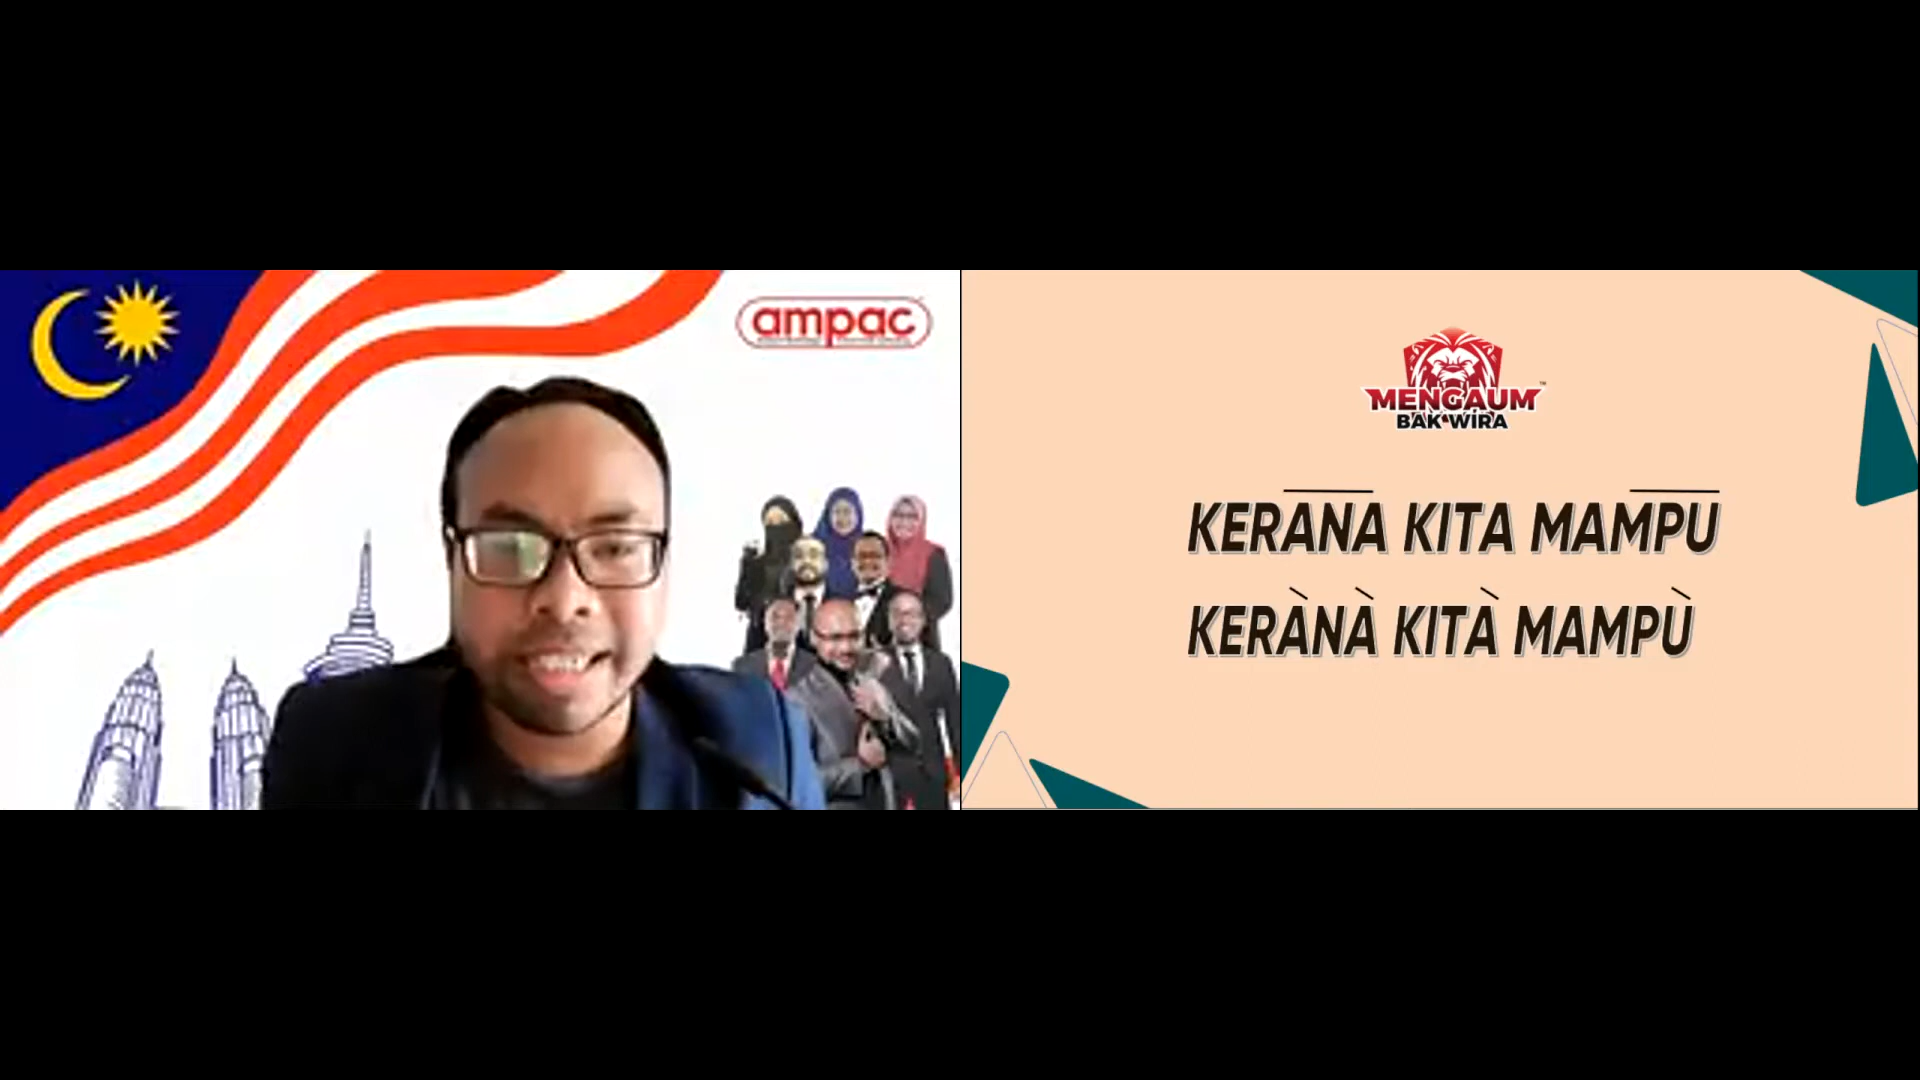 ampac
MENGAUM
BAK WIRA
KERANA KITA MAMPU
KERÀNÀ KITÀ MAMPÙ